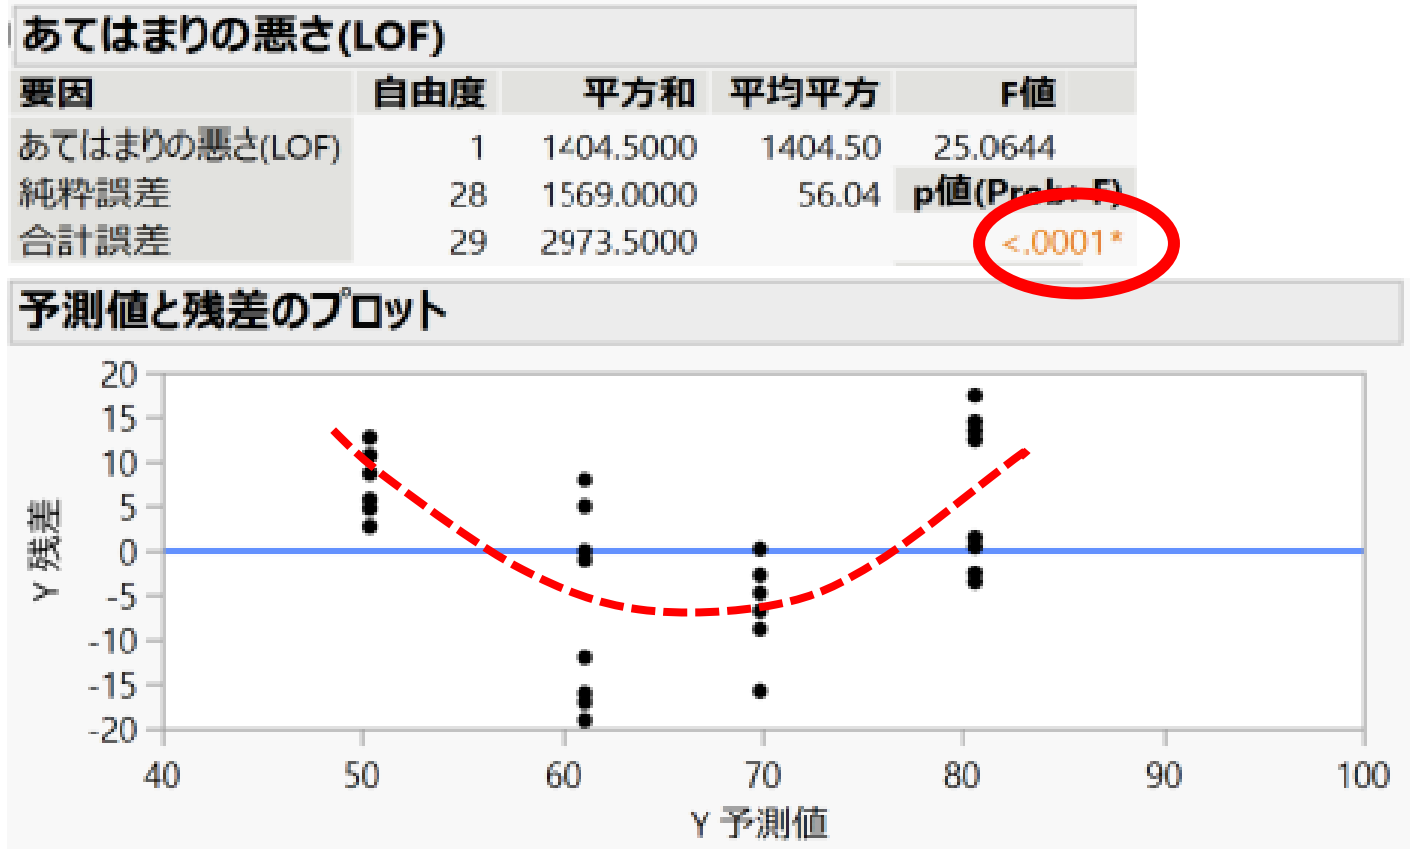 あてはまりの悪さ(LOF)
要因 自由度 平方和 平均平方 F値
あてはまりの悪さ(LOF) 1 1404.5000 1404.50 25.0644
純粋誤差 28 1569.0000 56.04 p値(Prob>F)
合計誤差 29 2973.5000 <.0001*
予測値と残差のプロット
20
15
10
5
0
-5
-10
-15
-20
Y 残差
40 50 60 70 80 90 100
Y 予測値